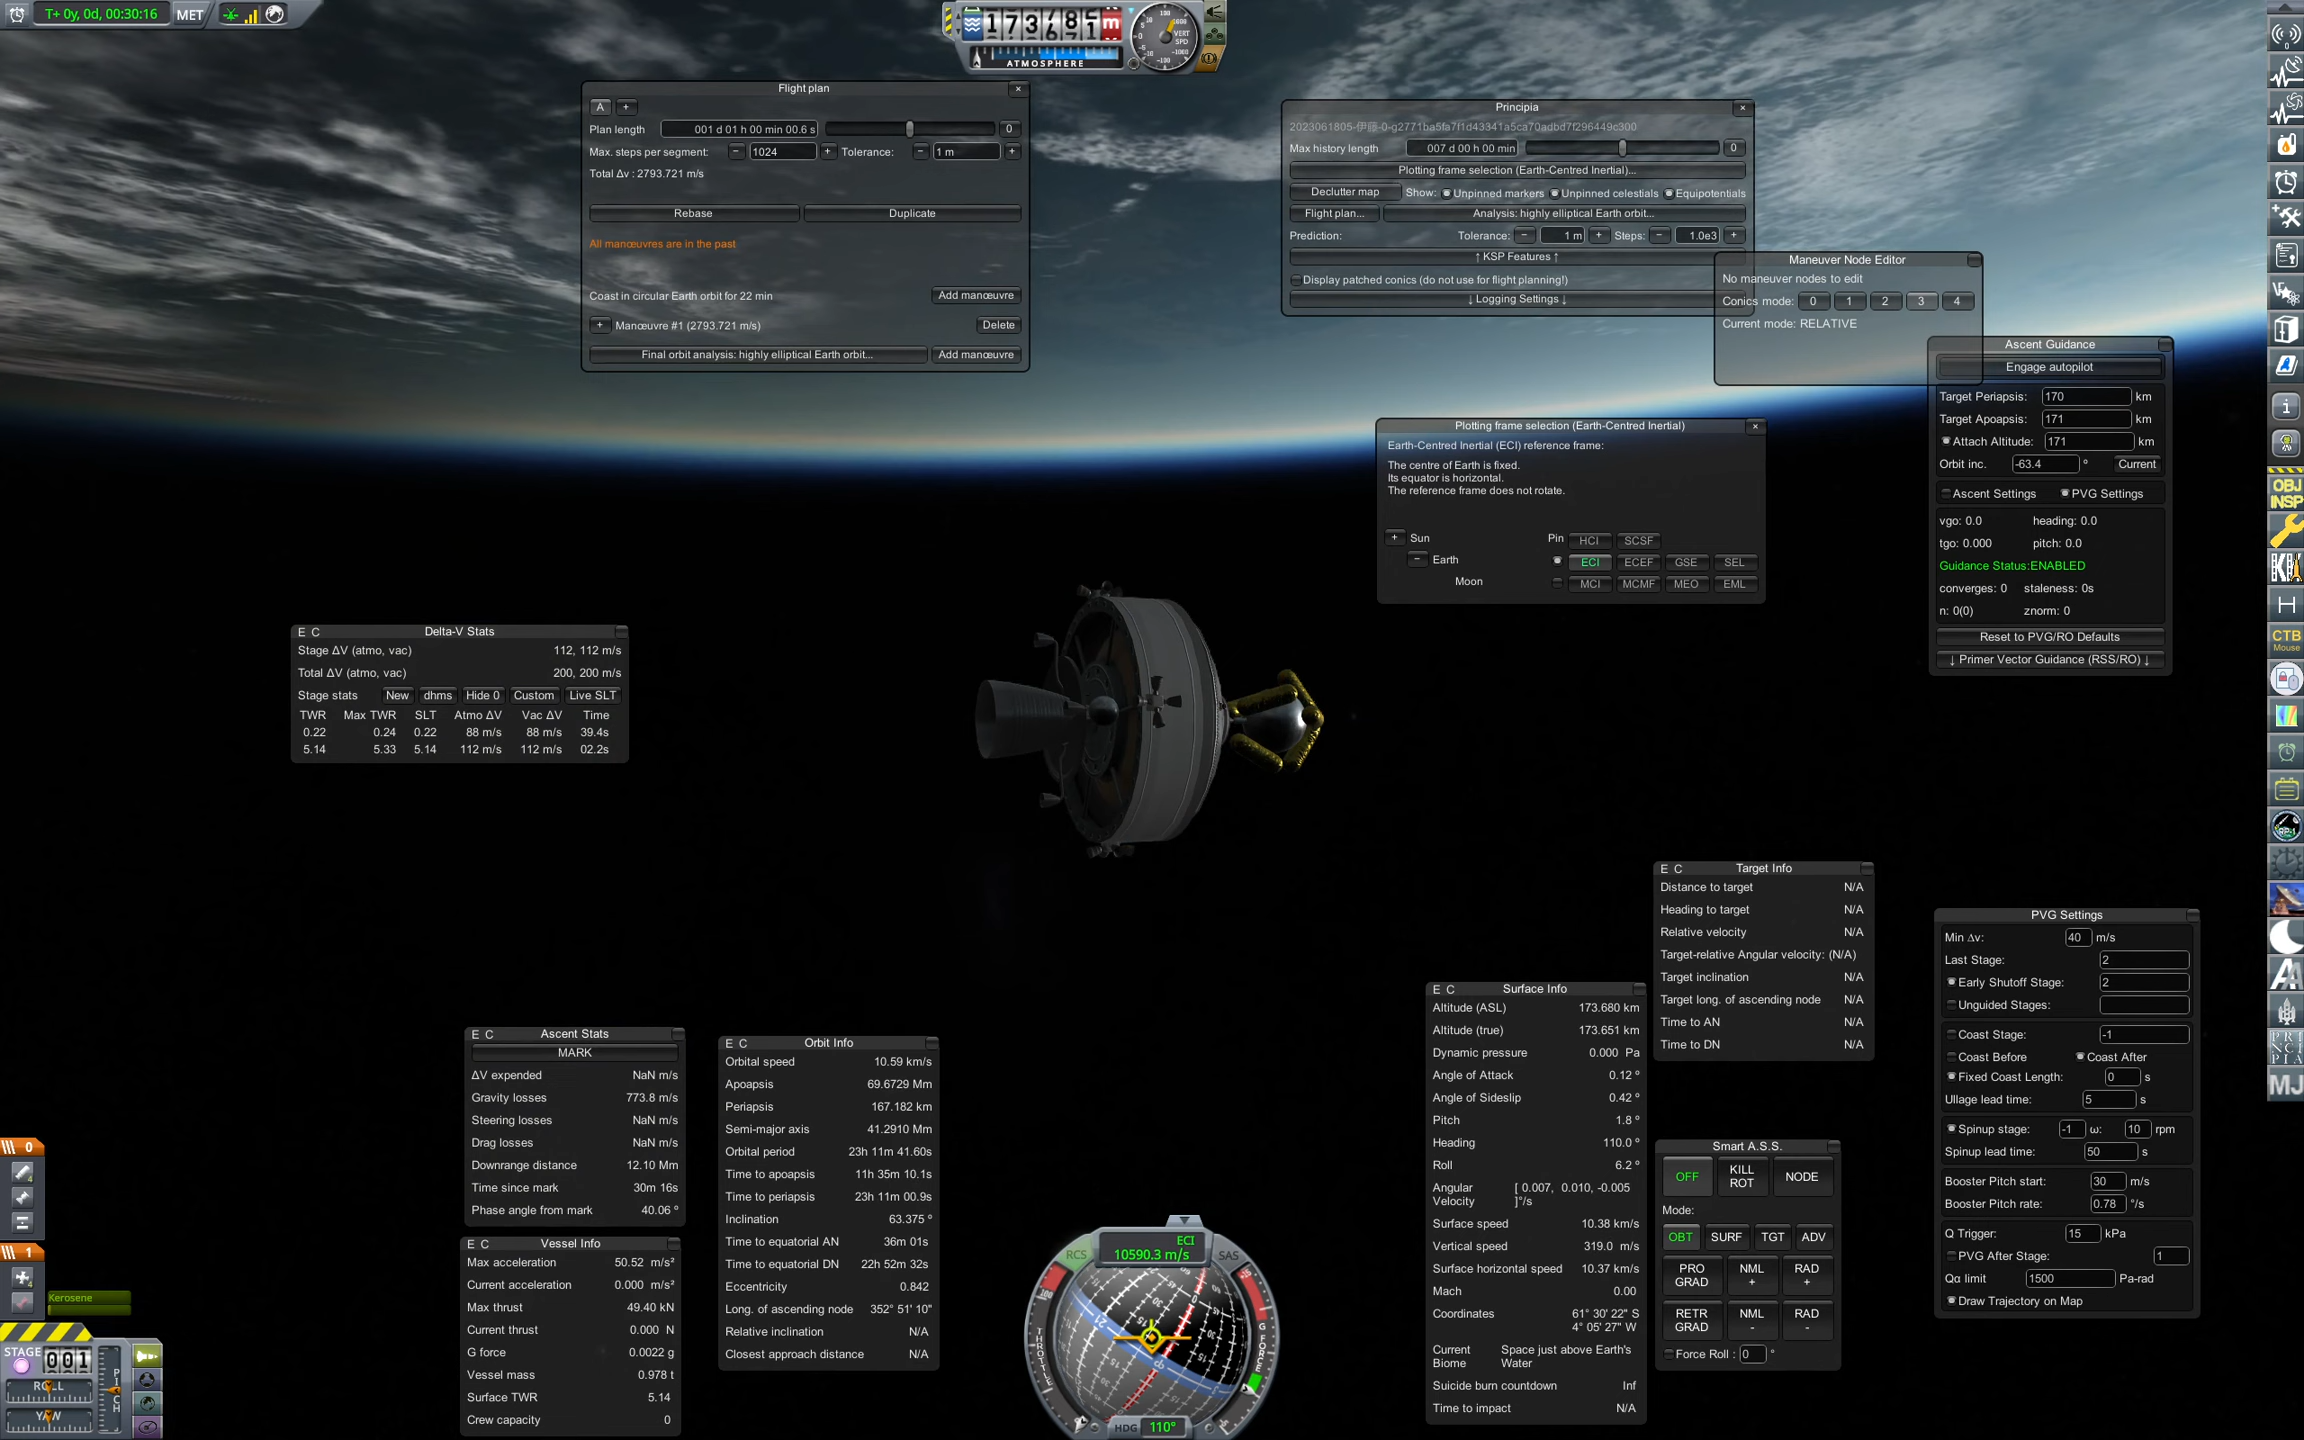 T+ 0y, 0d, 00:30:16 MET
ATMOSPHERE
VERT SPD
Flight plan
A +
Plan length 001 d 01 h 00 min 00.6 s 0
Max. steps per segment: − 1024 + Tolerance: − 1 m +
Total Δv : 2793.721 m/s
Rebase Duplicate
All manœuvres are in the past
Coast in circular Earth orbit for 22 min Add manœuvre
+ Manœuvre #1 (2793.721 m/s) Delete
Final orbit analysis: highly elliptical Earth orbit... Add manœuvre
Principia
2023061805-伊藤-0-g2771ba5fa7f1d43341a5ca70adbd7f296449c300
Max history length 007 d 00 h 00 min 0
Plotting frame selection (Earth-Centred Inertial)...
Declutter map Show: Unpinned markers Unpinned celestials Equipotentials
Flight plan... Analysis: highly elliptical Earth orbit...
Prediction: Tolerance: − 1 m + Steps: − 1.0e3 +
↑ KSP Features ↑
Display patched conics (do not use for flight planning!)
↓ Logging Settings ↓
Maneuver Node Editor
No maneuver nodes to edit
Conics mode: 0 1 2 3 4
Current mode: RELATIVE
Ascent Guidance
Engage autopilot
Target Periapsis: 170 km
Target Apoapsis: 171 km
Attach Altitude: 171 km
Orbit inc. -63.4 º Current
Ascent Settings PVG Settings
vgo: 0.0 heading: 0.0
tgo: 0.000 pitch: 0.0
Guidance Status:ENABLED
converges: 0 staleness: 0s
n: 0(0) znorm: 0
Reset to PVG/RO Defaults
↓ Primer Vector Guidance (RSS/RO) ↓
Plotting frame selection (Earth-Centred Inertial)
Earth-Centred Inertial (ECI) reference frame:
The centre of Earth is fixed.
Its equator is horizontal.
The reference frame does not rotate.
+ Sun Pin HCI SCSF
− Earth ECI ECEF GSE SEL
Moon MCI MCMF MEO EML
E C Delta-V Stats
Stage ΔV (atmo, vac) 112, 112 m/s
Total ΔV (atmo, vac) 200, 200 m/s
Stage stats New dhms Hide 0 Custom Live SLT
TWR Max TWR SLT Atmo ΔV Vac ΔV Time
0.22 0.24 0.22 88 m/s 88 m/s 39.4s
5.14 5.33 5.14 112 m/s 112 m/s 02.2s
E C Target Info
Distance to target N/A
Heading to target N/A
Relative velocity N/A
Target-relative Angular velocity: (N/A)
Target inclination N/A
Target long. of ascending node N/A
Time to AN N/A
Time to DN N/A
PVG Settings
Min Δv: 40 m/s
Last Stage: 2
Early Shutoff Stage: 2
Unguided Stages:
Coast Stage: -1
Coast Before Coast After
Fixed Coast Length: 0 s
Ullage lead time: 5 s
Spinup stage: -1 ω: 10 rpm
Spinup lead time: 50 s
Booster Pitch start: 30 m/s
Booster Pitch rate: 0.78 °/s
Q Trigger: 15 kPa
PVG After Stage: 1
Qα limit 1500 Pa-rad
Draw Trajectory on Map
E C Surface Info
Altitude (ASL) 173.680 km
Altitude (true) 173.651 km
Dynamic pressure 0.000 Pa
Angle of Attack 0.12 º
Angle of Sideslip 0.42 º
Pitch 1.8 º
Heading 110.0 º
Roll 6.2 º
Angular Velocity [ 0.007, 0.010, -0.005 ]°/s
Surface speed 10.38 km/s
Vertical speed 319.0 m/s
Surface horizontal speed 10.37 km/s
Mach 0.00
Coordinates 61° 30' 22" S
4° 05' 27" W
Current Biome Space just above Earth's Water
Suicide burn countdown Inf
Time to impact N/A
Smart A.S.S.
OFF KILL ROT NODE
Mode:
OBT SURF TGT ADV
PRO GRAD NML + RAD +
RETR GRAD NML - RAD -
Force Roll : 0 °
E C Ascent Stats
MARK
ΔV expended NaN m/s
Gravity losses 773.8 m/s
Steering losses NaN m/s
Drag losses NaN m/s
Downrange distance 12.10 Mm
Time since mark 30m 16s
Phase angle from mark 40.06 º
E C Orbit Info
Orbital speed 10.59 km/s
Apoapsis 69.6729 Mm
Periapsis 167.182 km
Semi-major axis 41.2910 Mm
Orbital period 23h 11m 41.60s
Time to apoapsis 11h 35m 10.1s
Time to periapsis 23h 11m 00.9s
Inclination 63.375 º
Time to equatorial AN 36m 01s
Time to equatorial DN 22h 52m 32s
Eccentricity 0.842
Long. of ascending node 352° 51' 10"
Relative inclination N/A
Closest approach distance N/A
E C Vessel Info
Max acceleration 50.52 m/s²
Current acceleration 0.000 m/s²
Max thrust 49.40 kN
Current thrust 0.000 N
G force 0.0022 g
Vessel mass 0.978 t
Surface TWR 5.14
Crew capacity 0
0
1
Kerosene
STAGE 001
ROLL
YAW
PITCH
RCS ECI SAS
10590.3 m/s
THROTTLE
G FORCE
HDG 110°
OBJ INSP
CTB
Mouse
RP-1
PRINCIPIA
MJ